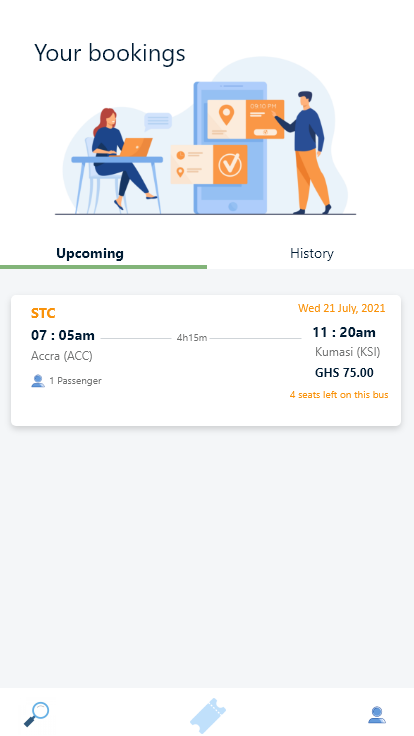 Your bookings
09:10 PM
Upcoming
History
STC
Wed 21 July, 2021
07 : 05am
4h15m
11 : 20am
Accra (ACC)
Kumasi (KSI)
GHS 75.00
1 Passenger
4 seats left on this bus